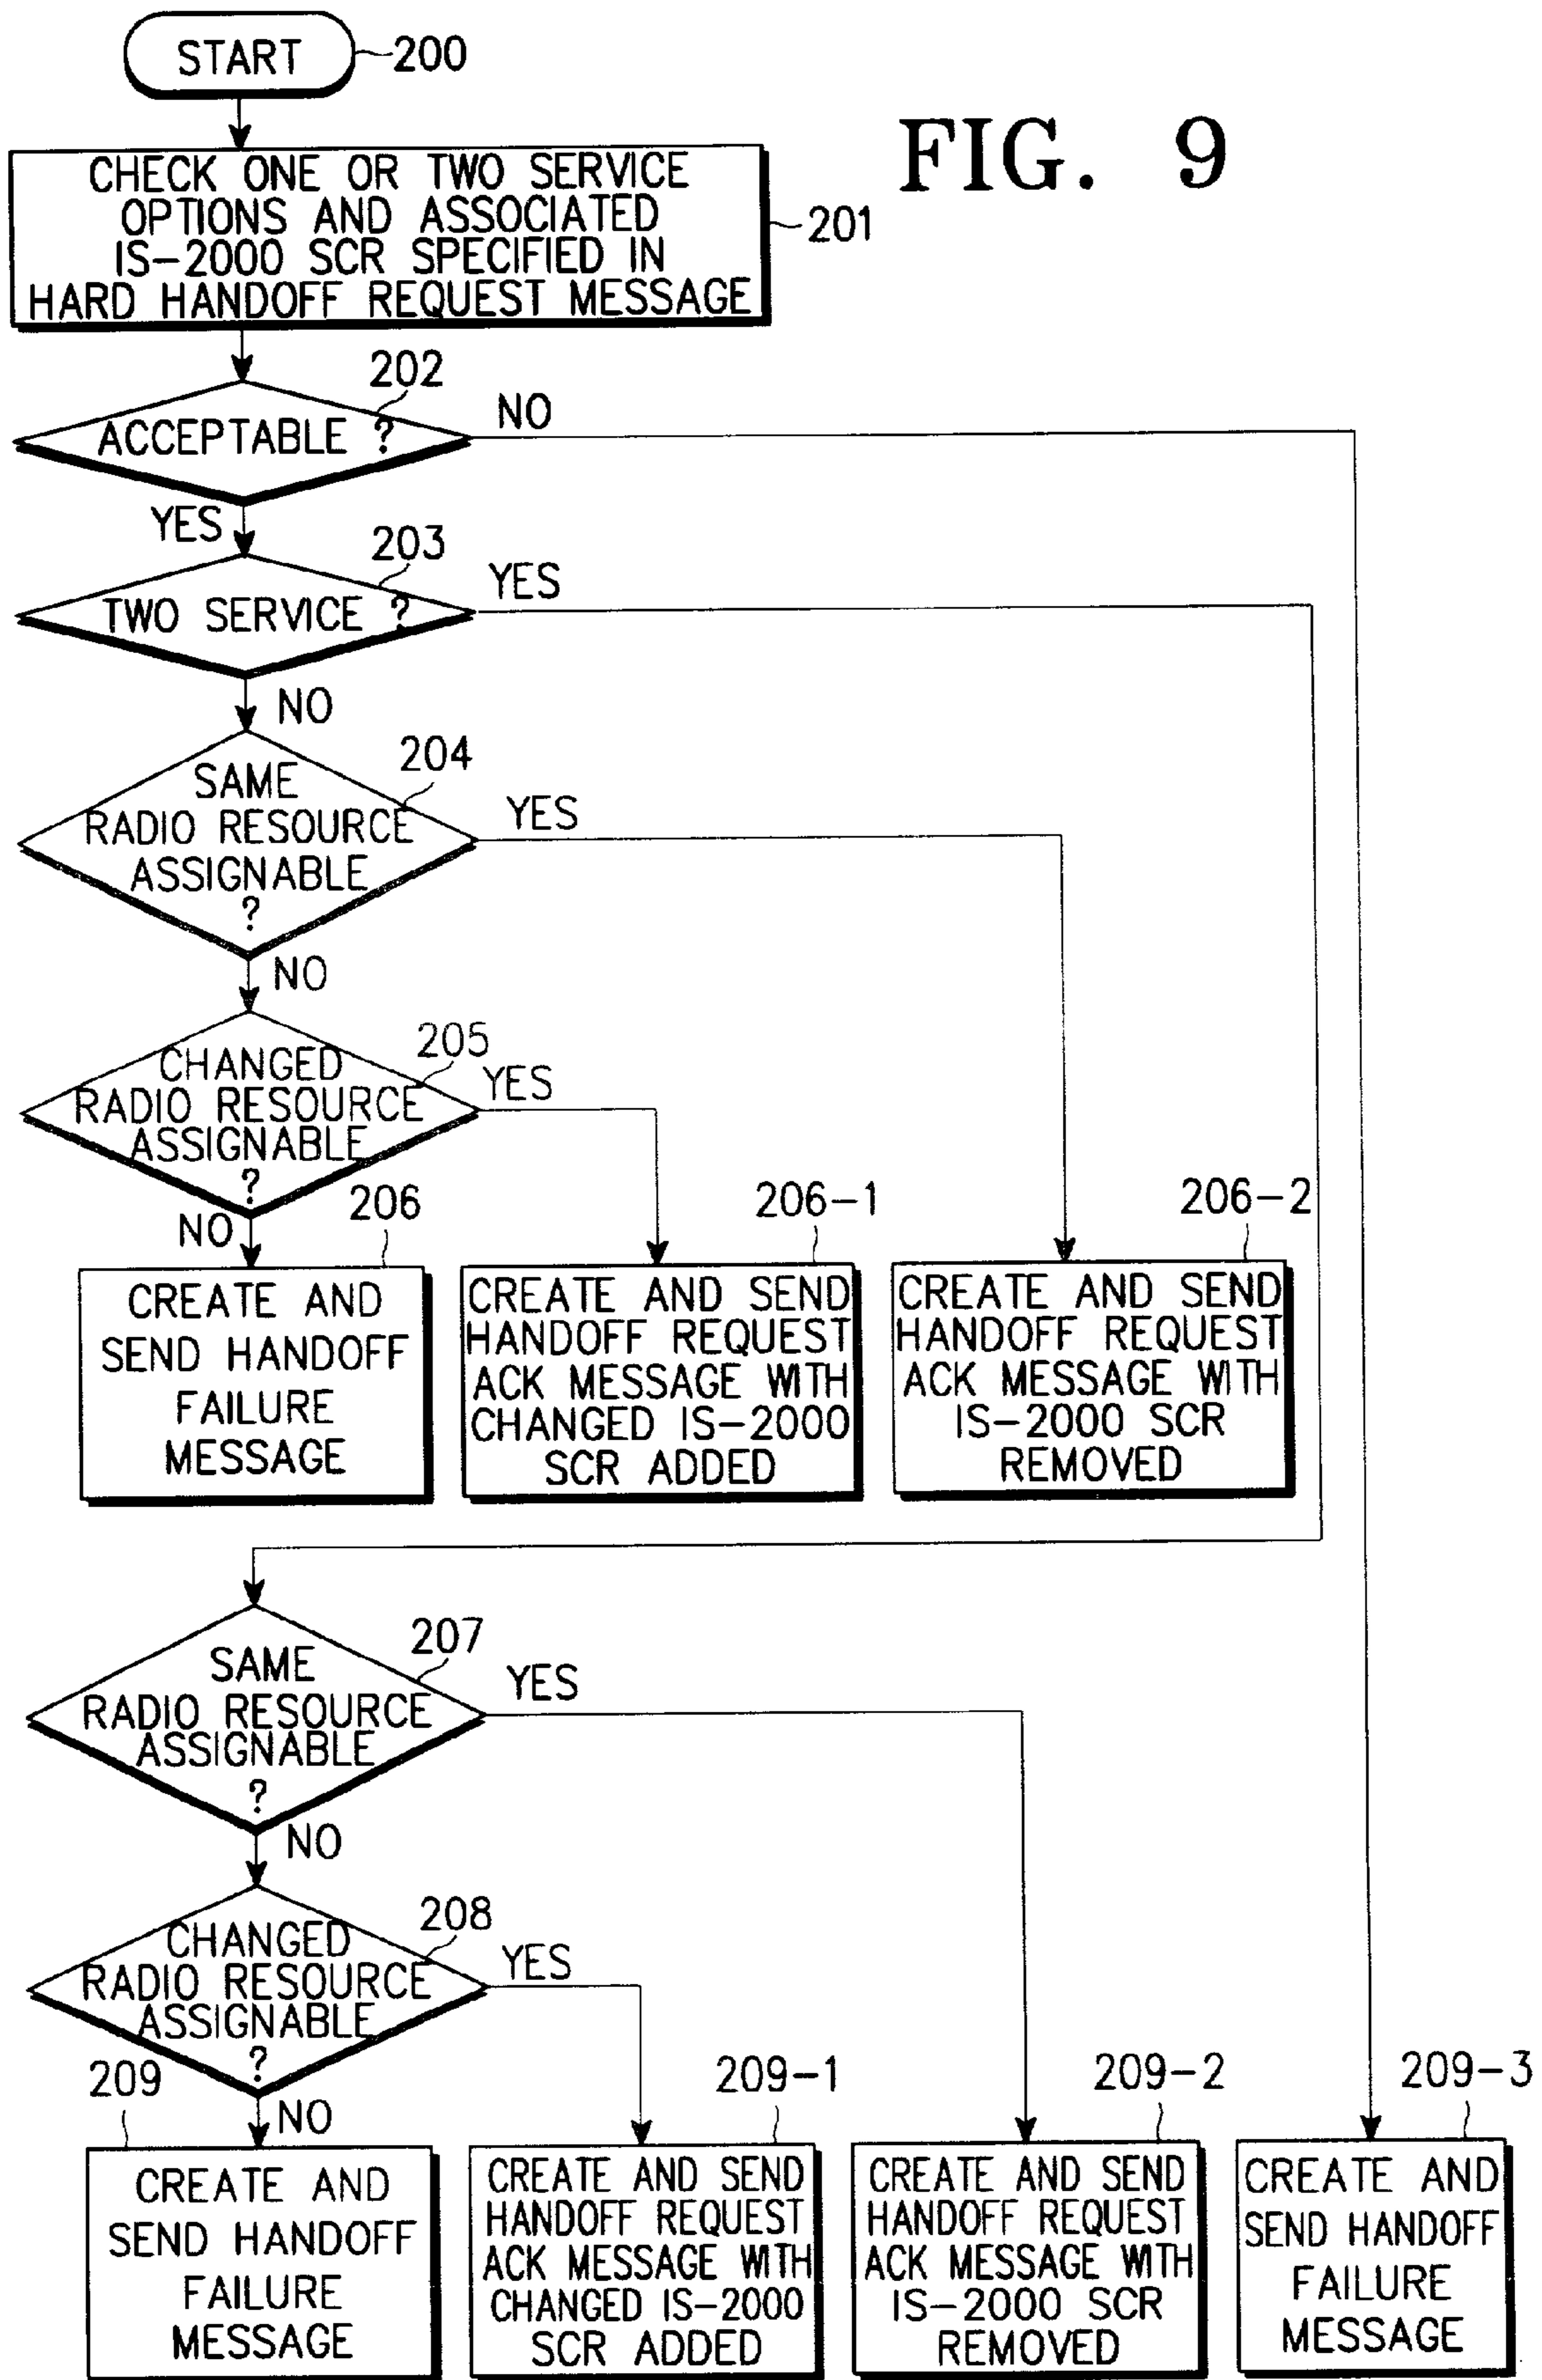 START
200
FIG. 9
CHECK ONE OR TWO SERVICE
OPTIONS AND ASSOCIATED
IS-2000 SCR SPECIFIED IN
HARD HANDOFF REQUEST MESSAGE
201
202
ACCEPTABLE ?
NO
YES
203
TWO SERVICE ?
YES
NO
204
SAME
RADIO RESOURCE
ASSIGNABLE
?
YES
NO
205
CHANGED
RADIO RESOURCE
ASSIGNABLE
?
YES
NO
206
CREATE AND
SEND HANDOFF
FAILURE
MESSAGE
206-1
CREATE AND SEND
HANDOFF REQUEST
ACK MESSAGE WITH
CHANGED IS-2000
SCR ADDED
206-2
CREATE AND SEND
HANDOFF REQUEST
ACK MESSAGE WITH
IS-2000 SCR
REMOVED
207
SAME
RADIO RESOURCE
ASSIGNABLE
?
YES
NO
208
CHANGED
RADIO RESOURCE
ASSIGNABLE
?
YES
NO
209
CREATE AND
SEND HANDOFF
FAILURE
MESSAGE
209-1
CREATE AND SEND
HANDOFF REQUEST
ACK MESSAGE WITH
CHANGED IS-2000
SCR ADDED
209-2
CREATE AND SEND
HANDOFF REQUEST
ACK MESSAGE WITH
IS-2000 SCR
REMOVED
209-3
CREATE AND
SEND HANDOFF
FAILURE
MESSAGE